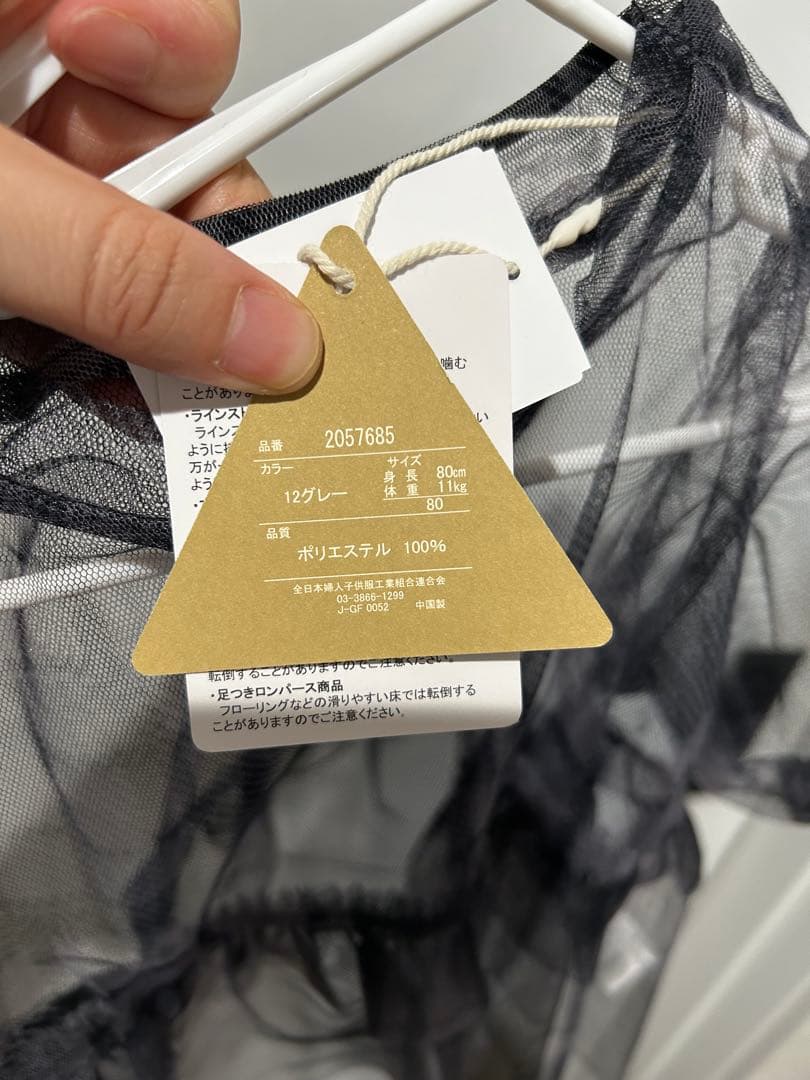 品番 2057685
カラー
12グレー
サイズ
身長 80cm
体重 11kg
80
品質
ポリエステル 100%
全日本婦人子供服工業組合連合会
03-3866-1299
J-GF 0052 中国製
噛む
ことがありま
・ラインスト
ライン
い
ように
万が一
よう
転倒することがありますのでご注意ください。
・足つきロンパース商品
フローリングなどの滑りやすい床では転倒する
ことがありますのでご注意ください。